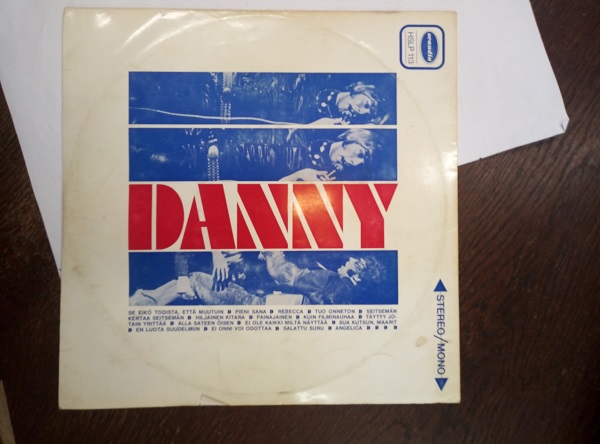 scandia
HSLP 113
DANNY
SE EIKÖ TODISTA, ETTÄ MUUTUIN PIENI SANA REBECCA TUO ONNETON SEITSEMÄN
KERTAA SEITSEMÄN HILJAINEN KITARA PAINAJAINEN KUIN FILMINAUHAA TÄYTYY JO-
TAIN YRITTÄÄ ALLA SATEEN ÖISEN EI OLE KAIKKI MILTÄ NÄYTTÄÄ SUA KUTSUN, MAARIT
EN LUOTA SUUDELMIIN EI ONNI VOI ODOTTAA SALATTU SURU ANGELICA
STEREO/MONO